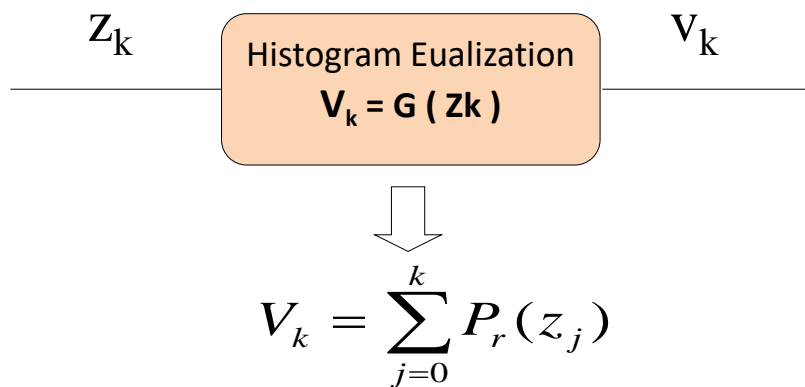 z_k
Histogram Eualization
v_k
V_k = G ( Zk )
V_k = \sum_{j=0}^{k} P_r(z_j)